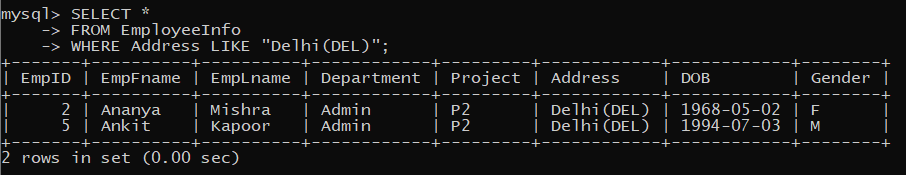 mysql> SELECT *
    -> FROM EmployeeInfo
    -> WHERE Address LIKE "Delhi(DEL)";
+-------+----------+----------+------------+---------+------------+------------+--------+
| EmpID | EmpFname | EmpLname | Department | Project | Address    | DOB        | Gender |
+-------+----------+----------+------------+---------+------------+------------+--------+
|     2 | Ananya   | Mishra   | Admin      | P2      | Delhi(DEL) | 1968-05-02 | F      |
|     5 | Ankit    | Kapoor   | Admin      | P2      | Delhi(DEL) | 1994-07-03 | M      |
+-------+----------+----------+------------+---------+------------+------------+--------+
2 rows in set (0.00 sec)